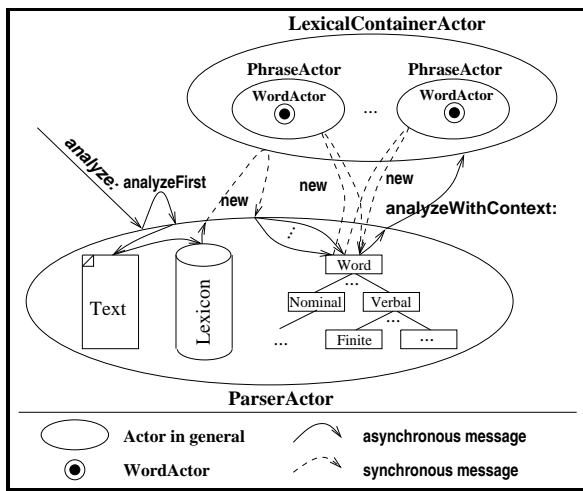 LexicalContainerActor
PhraseActor PhraseActor
WordActor ... WordActor
analyze: analyzeFirst
new new new
analyzeWithContext:
...
Text Lexicon Word
...
Nominal Verbal
...
... Finite ...
ParserActor
Actor in general asynchronous message
WordActor synchronous message